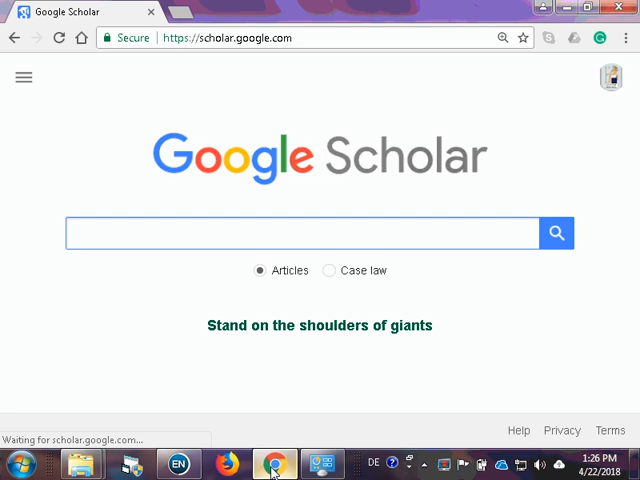 Google Scholar
Secure https://scholar.google.com
Google Scholar
Articles Case law
Stand on the shoulders of giants
Help Privacy Terms
Waiting for scholar.google.com...
EN DE 1:26 PM
4/22/2018